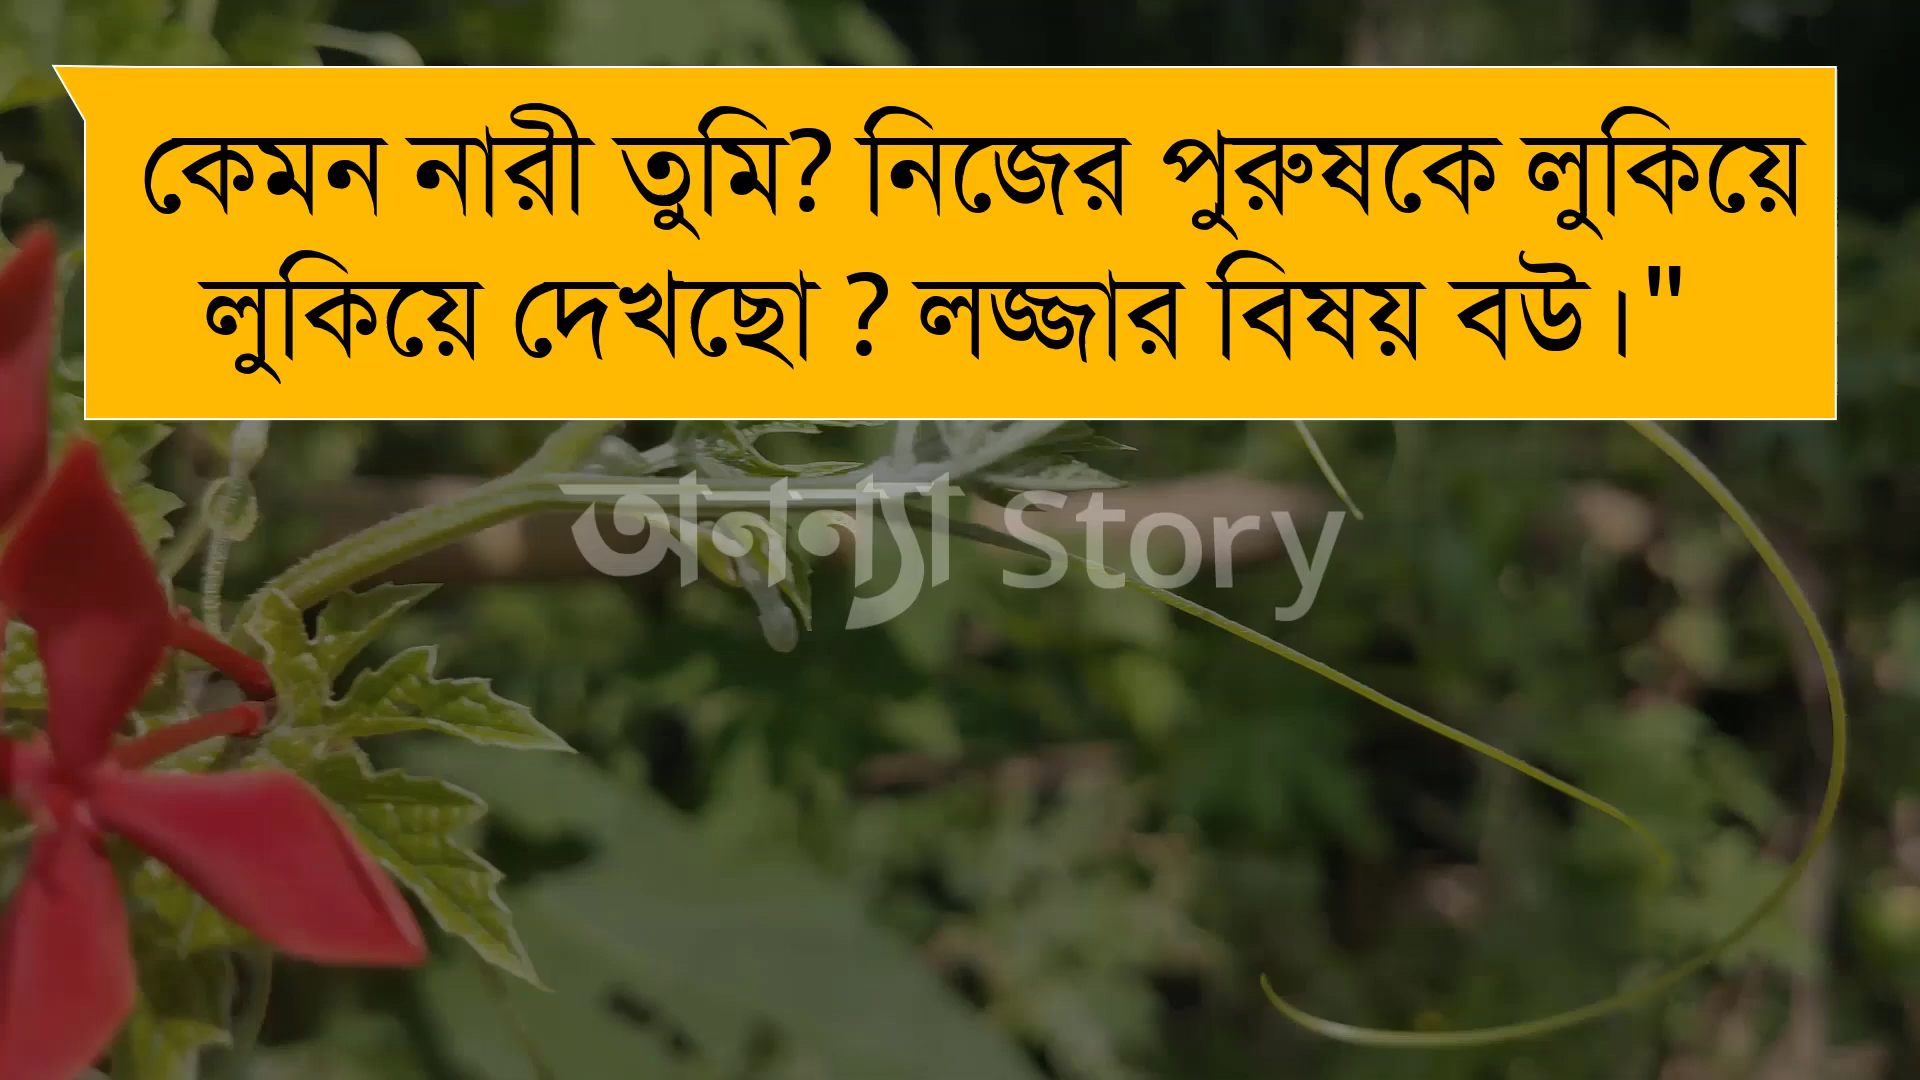 কেমন নারী তুমি? নিজের পুরুষকে লুকিয়ে
লুকিয়ে দেখছো ? লজ্জার বিষয় বউ।"
অনন্যা Story